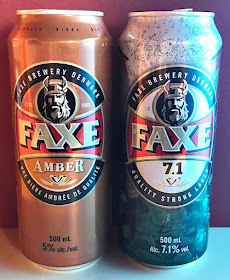 FAXE BREWERY DENMARK
FAXE
AMBER
UNE BIÈRE AMBRÉE DE QUALITÉ
500 mL
5% alc./vol.
FAXE BREWERY DENMARK
FAXE
7.1
QUALITY STRONG LAGER
500 mL
Alc. 7.1% vol.